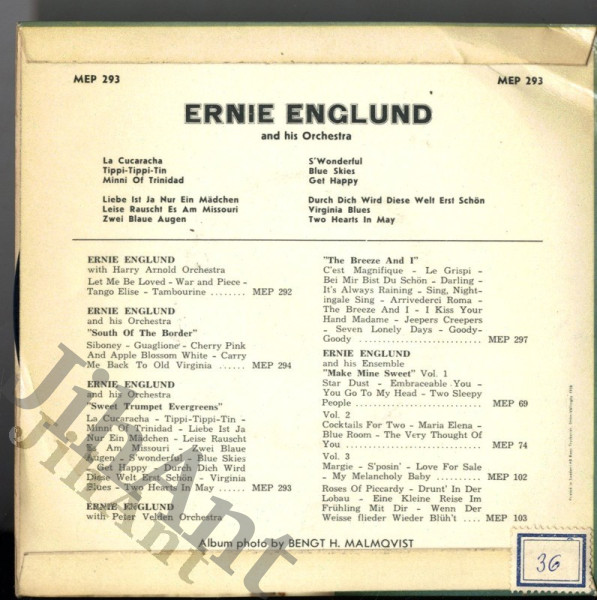 MEP 293
MEP 293
ERNIE ENGLUND
and his Orchestra
La Cucaracha
Tippi-Tippi-Tin
Minni Of Trinidad
Liebe Ist Ja Nur Ein Mädchen
Leise Rauscht Es Am Missouri
Zwei Blaue Augen
S'Wonderful
Blue Skies
Get Happy
Durch Dich Wird Diese Welt Erst Schön
Virginia Blues
Two Hearts In May
ERNIE ENGLUND
with Harry Arnold Orchestra
Let Me Be Loved - War and Piece -
Tango Elise - Tambourine ........ MEP 292
ERNIE ENGLUND
and his Orchestra
"South Of The Border"
Siboney - Guaglione - Cherry Pink
And Apple Blossom White - Carry
Me Back To Old Virginia ...... MEP 294
ERNIE ENGLUND
and his Orchestra
"Sweet Trumpet Evergreens"
La Cucaracha - Tippi-Tippi-Tin -
Minni Of Trinidad - Liebe Ist Ja
Nur Ein Mädchen - Leise Rauscht
Es Am Missouri - Zwei Blaue
Augen - S'wonderful - Blue Skies
- Get Happy - Durch Dich Wird
Diese Welt Erst Schön - Virginia
Blues - Two Hearts In May ..... MEP 293
ERNIE ENGLUND
with Peter Velden Orchestra
"The Breeze And I"
C'est Magnifique - Le Grispi -
Bei Mir Bist Du Schön - Darling -
It's Always Raining - Sing, Night-
ingale Sing - Arrivederci Roma -
The Breeze And I - I Kiss Your
Hand Madame - Jeepers Creepers
- Seven Lonely Days - Goody-
Goody ............................ MEP 297
ERNIE ENGLUND
and his Ensemble
"Make Mine Sweet" Vol. 1
Star Dust - Embraceable You -
You Go To My Head - Two Sleepy
People ............................ MEP 69
Vol. 2
Cocktails For Two - Maria Elena -
Blue Room - The Very Thought Of
You ............................... MEP 74
Vol. 3
Margie - S'posin' - Love For Sale
- My Melancholy Baby .......... MEP 102
Roses Of Piccardy - Drunt' In Der
Lobau - Eine Kleine Reise Im
Frühling Mit Dir - Wenn Der
Weisse flieder Wieder Blüh't .... MEP 103
Album photo by BENGT H. MALMQVIST
36
JiliAnt
JiliAnt